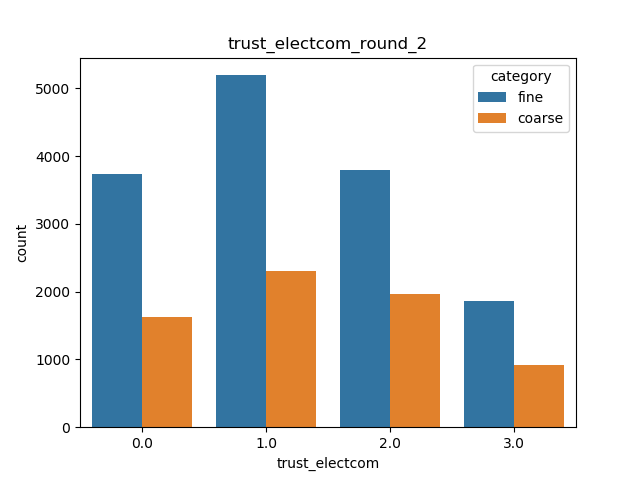 trust_electcom_round_2
category
fine
coarse
count
5000
4000
3000
2000
1000
0
0.0 1.0 2.0 3.0
trust_electcom